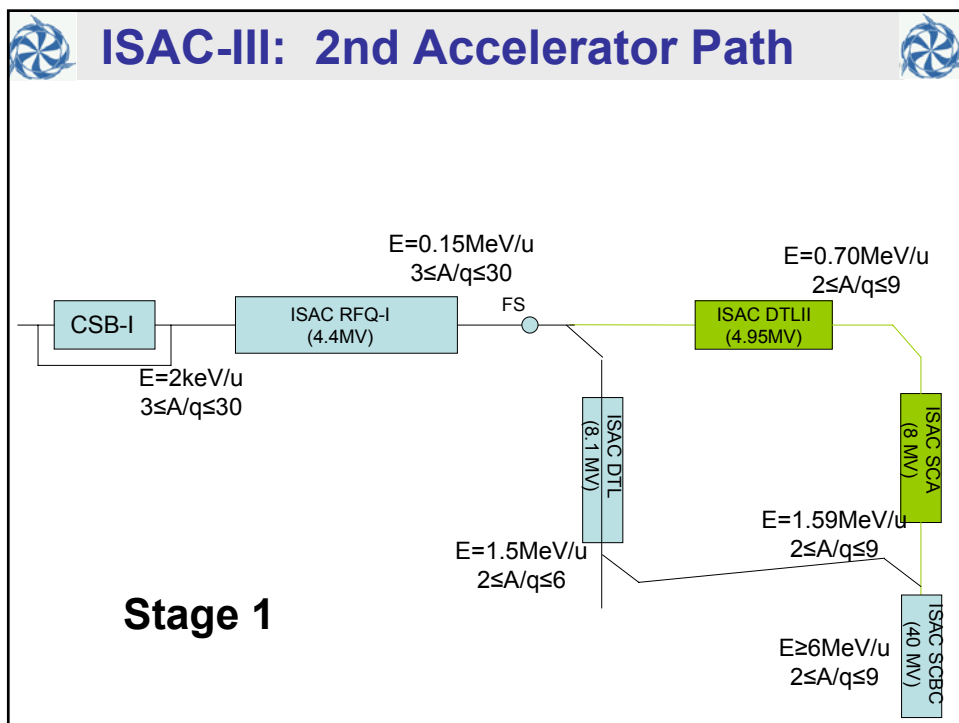 ISAC-III: 2nd Accelerator Path
E=0.15MeV/u
3≤A/q≤30
E=0.70MeV/u
2≤A/q≤9
FS
CSB-I
ISAC RFQ-I
(4.4MV)
ISAC DTLII
(4.95MV)
E=2keV/u
3≤A/q≤30
ISAC DTL
(8.1 MV)
ISAC SCA
(8 MV)
E=1.59MeV/u
2≤A/q≤9
E=1.5MeV/u
2≤A/q≤6
Stage 1
ISAC SCBC
(40 MV)
E≥6MeV/u
2≤A/q≤9